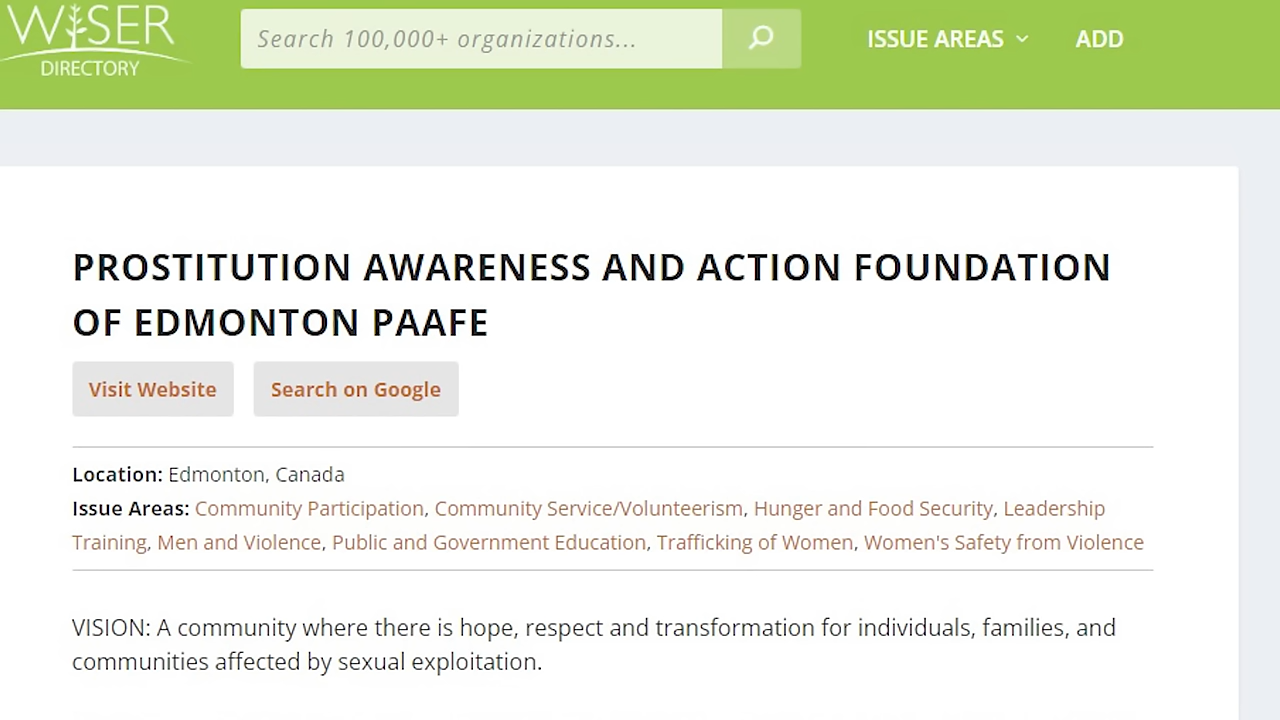 WISER
DIRECTORY
Search 100,000+ organizations...
ISSUE AREAS
ADD
PROSTITUTION AWARENESS AND ACTION FOUNDATION
OF EDMONTON PAAFE
Visit Website
Search on Google
Location: Edmonton, Canada
Issue Areas: Community Participation, Community Service/Volunteerism, Hunger and Food Security, Leadership
Training, Men and Violence, Public and Government Education, Trafficking of Women, Women's Safety from Violence
VISION: A community where there is hope, respect and transformation for individuals, families, and
communities affected by sexual exploitation.